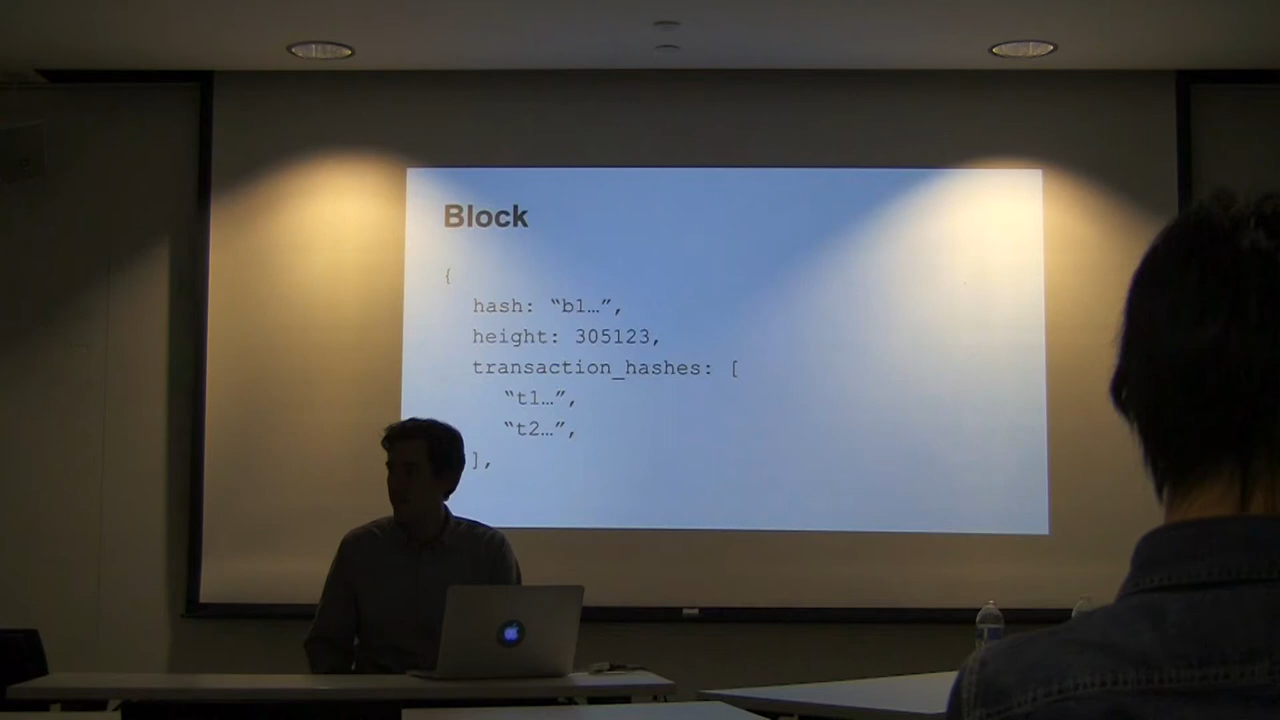 Block
{
hash: “b1…”,
height: 305123,
transaction_hashes: [
“t1…”,
“t2…”,
],